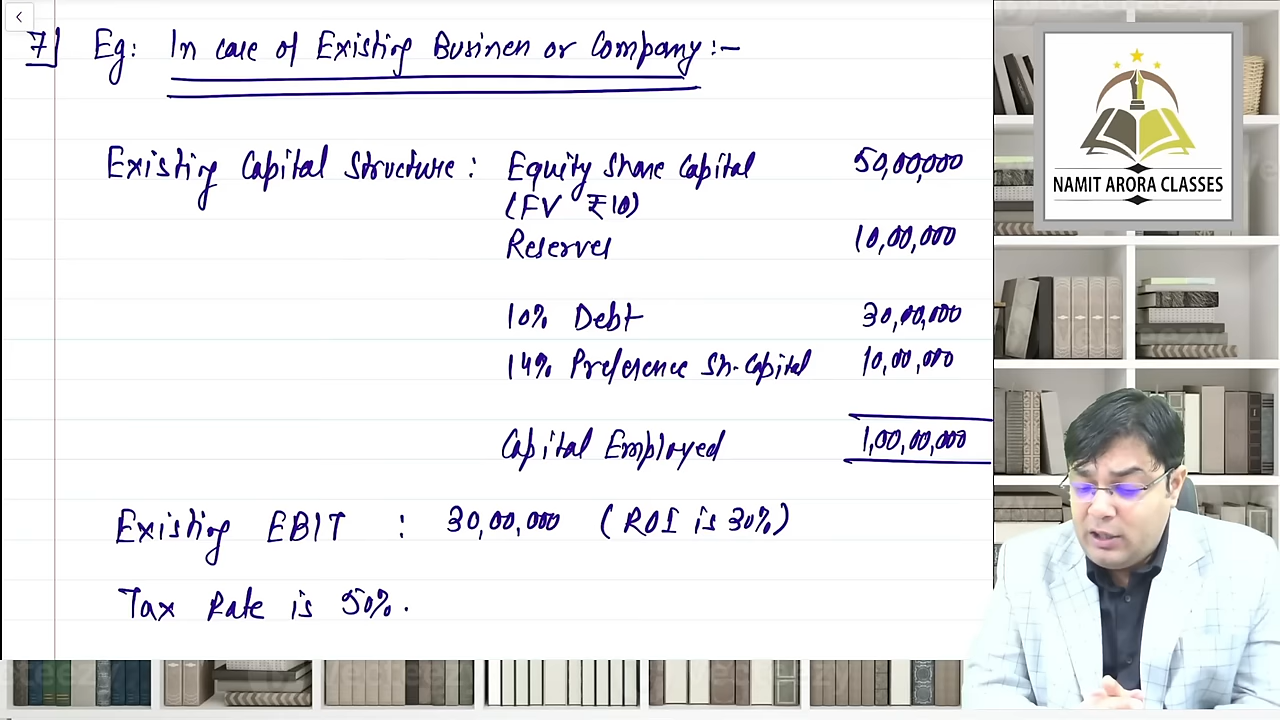 7] Eg: In case of Existing Business or Company:-
Existing Capital Structure: Equity Share Capital 50,00,000
(FV ₹10)
Reserves 10,00,000
10% Debt 30,00,000
14% Preference Sh. Capital 10,00,000
Capital Employed 1,00,00,000
Existing EBIT : 30,00,000 (ROI is 30%)
Tax Rate is 50%.
NAMIT ARORA CLASSES